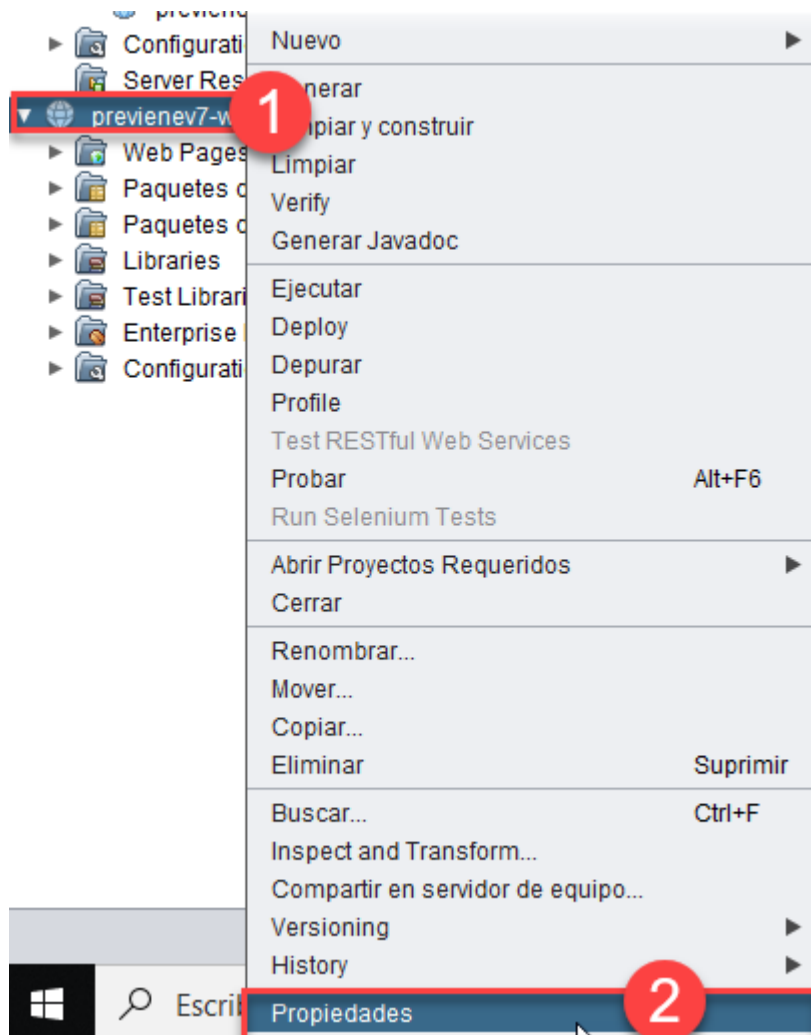 Configurati
Server Res
previenev7-w
Web Pages
Paquetes d
Paquetes d
Libraries
Test Librari
Enterprise
Configurati
1
Nuevo
nerar
piar y construir
Limpiar
Verify
Generar Javadoc
Ejecutar
Deploy
Depurar
Profile
Test RESTful Web Services
Probar Alt+F6
Run Selenium Tests
Abrir Proyectos Requeridos
Cerrar
Renombrar...
Mover...
Copiar...
Eliminar Suprimir
Buscar... Ctrl+F
Inspect and Transform...
Compartir en servidor de equipo...
Versioning
History
Propiedades
2
Escrib